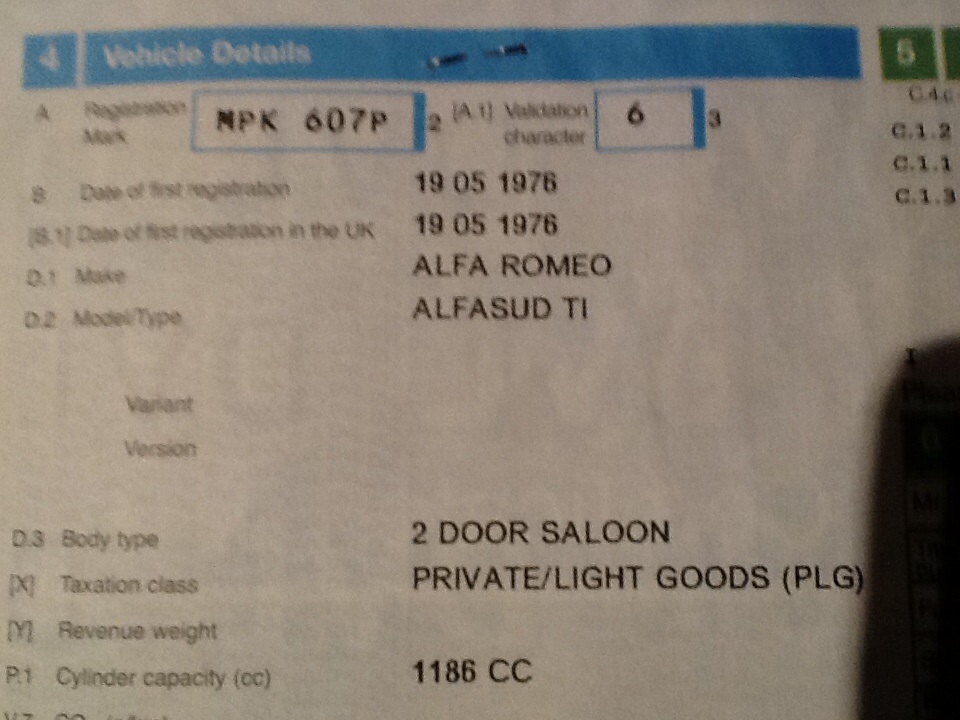 4 Vehicle Details
A Registration Mark MPK 607P 2 [A.1] Validation character 6 3
B Date of first registration 19 05 1976
[B.1] Date of first registration in the UK 19 05 1976
D.1 Make ALFA ROMEO
D.2 Model/Type ALFASUD TI
Variant
Version
D.3 Body type 2 DOOR SALOON
[X] Taxation class PRIVATE/LIGHT GOODS (PLG)
[Y] Revenue weight
P.1 Cylinder capacity (cc) 1186 CC
5
C.4.c
C.1.2
C.1.1
C.1.3